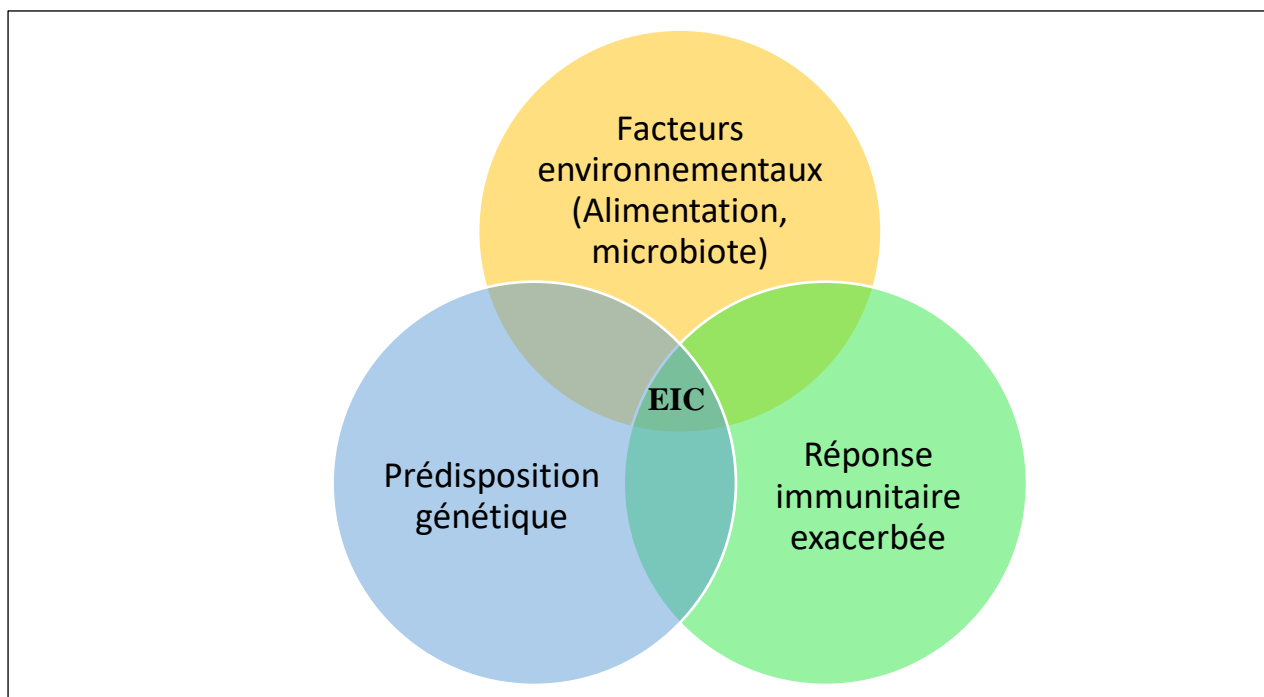 Facteurs
environnementaux
(Alimentation,
microbiote)
EIC
Prédisposition
génétique
Réponse
immunitaire
exacerbée